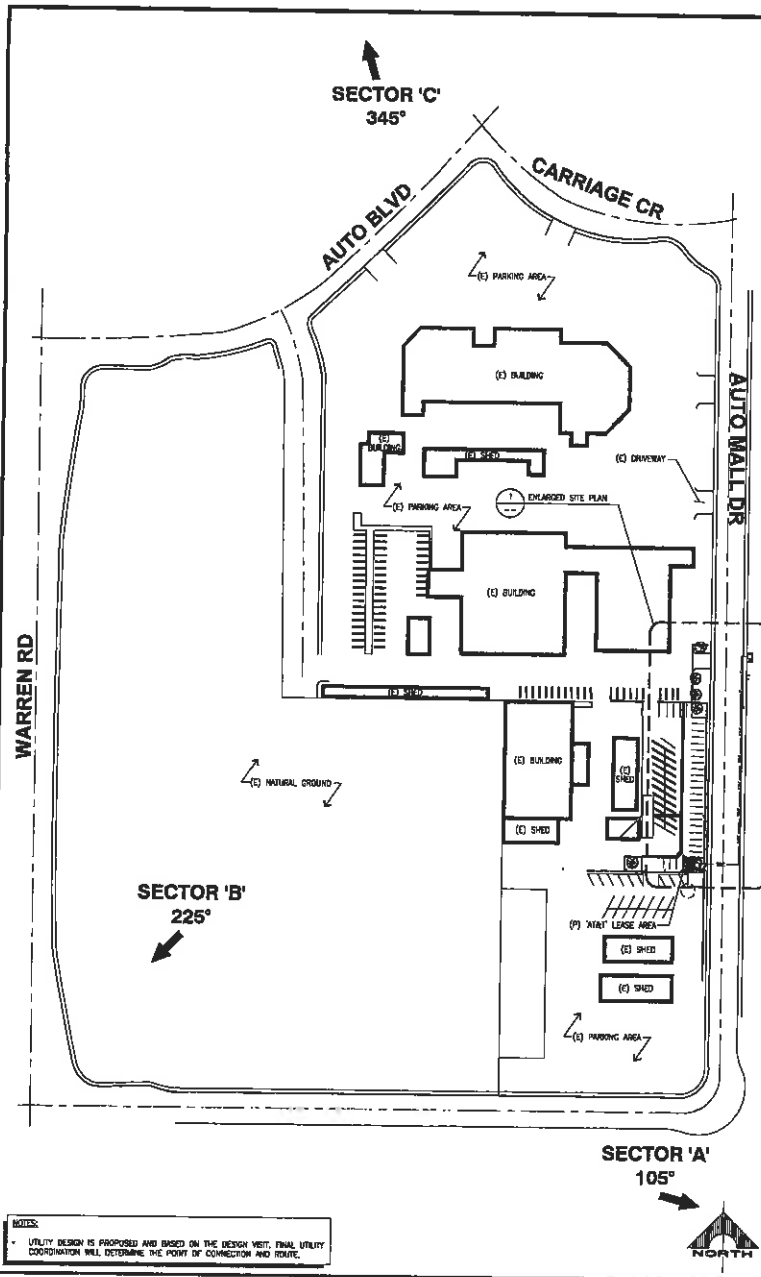 SECTOR 'C'
345°
CARRIAGE CR
AUTO BLVD
(E) PARKING AREA
(E) BUILDING
AUTO MALL DR
(E)
BUILDING
(E) SHED
(E) DRIVEWAY
(E) PARKING AREA
1
ENLARGED SITE PLAN
--
(E) BUILDING
WARREN RD
(E) SHED
(E) BUILDING
(E)
SHED
(E) NATURAL GROUND
(E) SHED
SECTOR 'B'
225°
(P) 'AT&T' LEASE AREA
(E) SHED
(E) SHED
(E) PARKING AREA
SECTOR 'A'
105°
NOTES:
UTILITY DESIGN IS PROPOSED AND BASED ON THE DESIGN VISIT, FINAL UTILITY
COORDINATION WILL DETERMINE THE POINT OF CONNECTION AND ROUTE.
NORTH